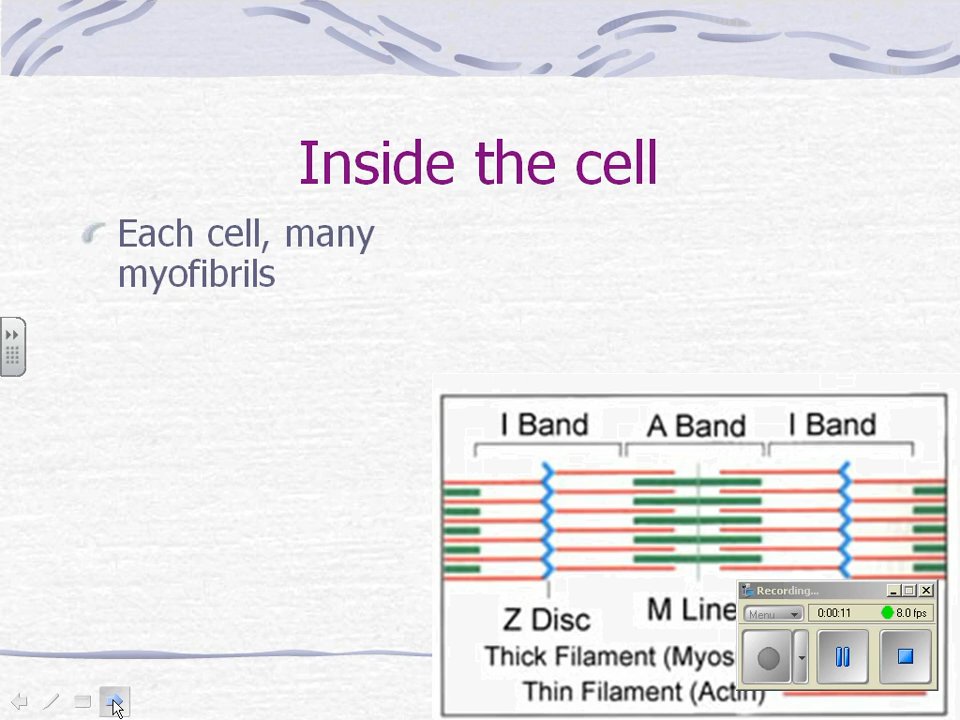 Inside the cell
Each cell, many
myofibrils
I Band
A Band
I Band
Z Disc
M Line
Thick Filament (Myos
Thin Filament (Actin)
Recording...
Menu
0:00:11
8.0 fps